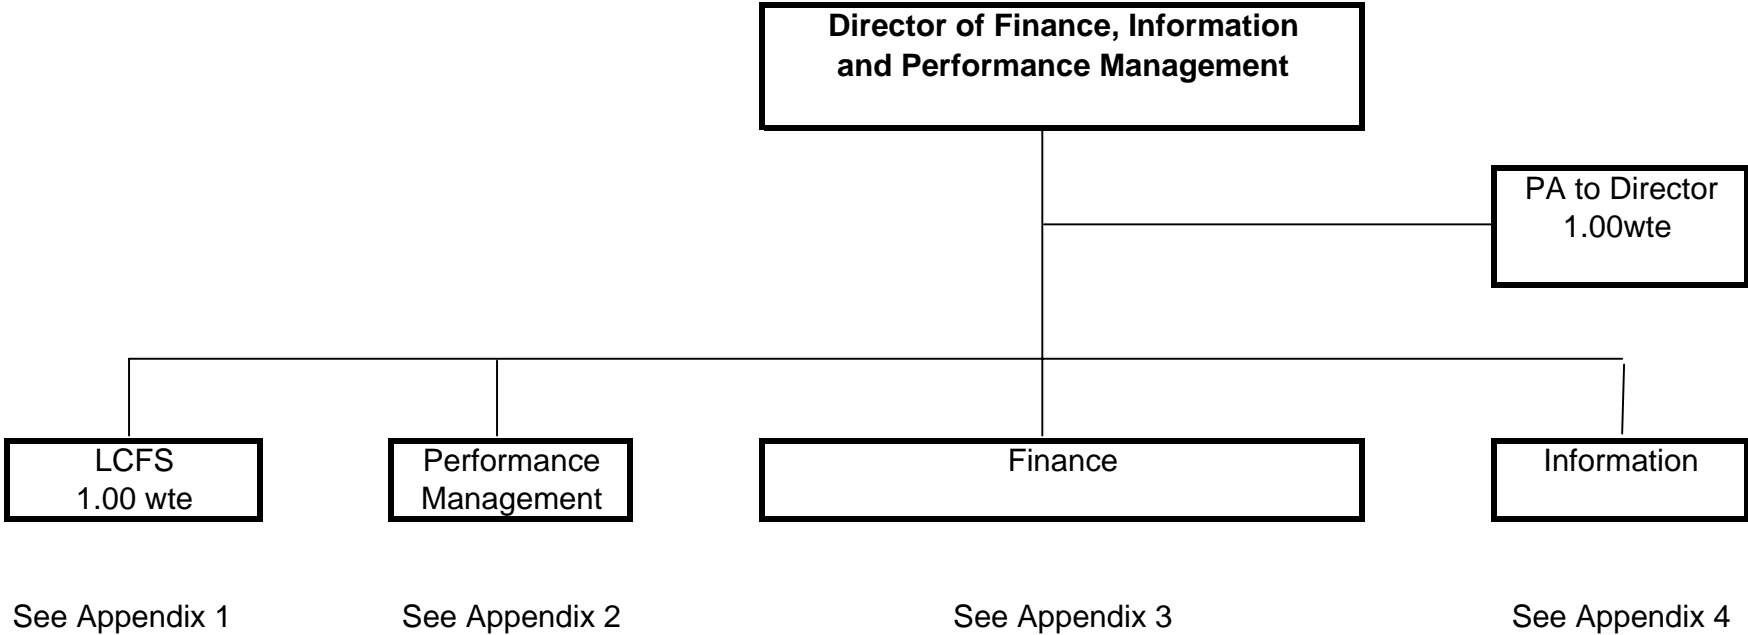 Director of Finance, Information
and Performance Management
PA to Director
1.00wte
LCFS
1.00 wte
Performance
Management
Finance
Information
See Appendix 1
See Appendix 2
See Appendix 3
See Appendix 4